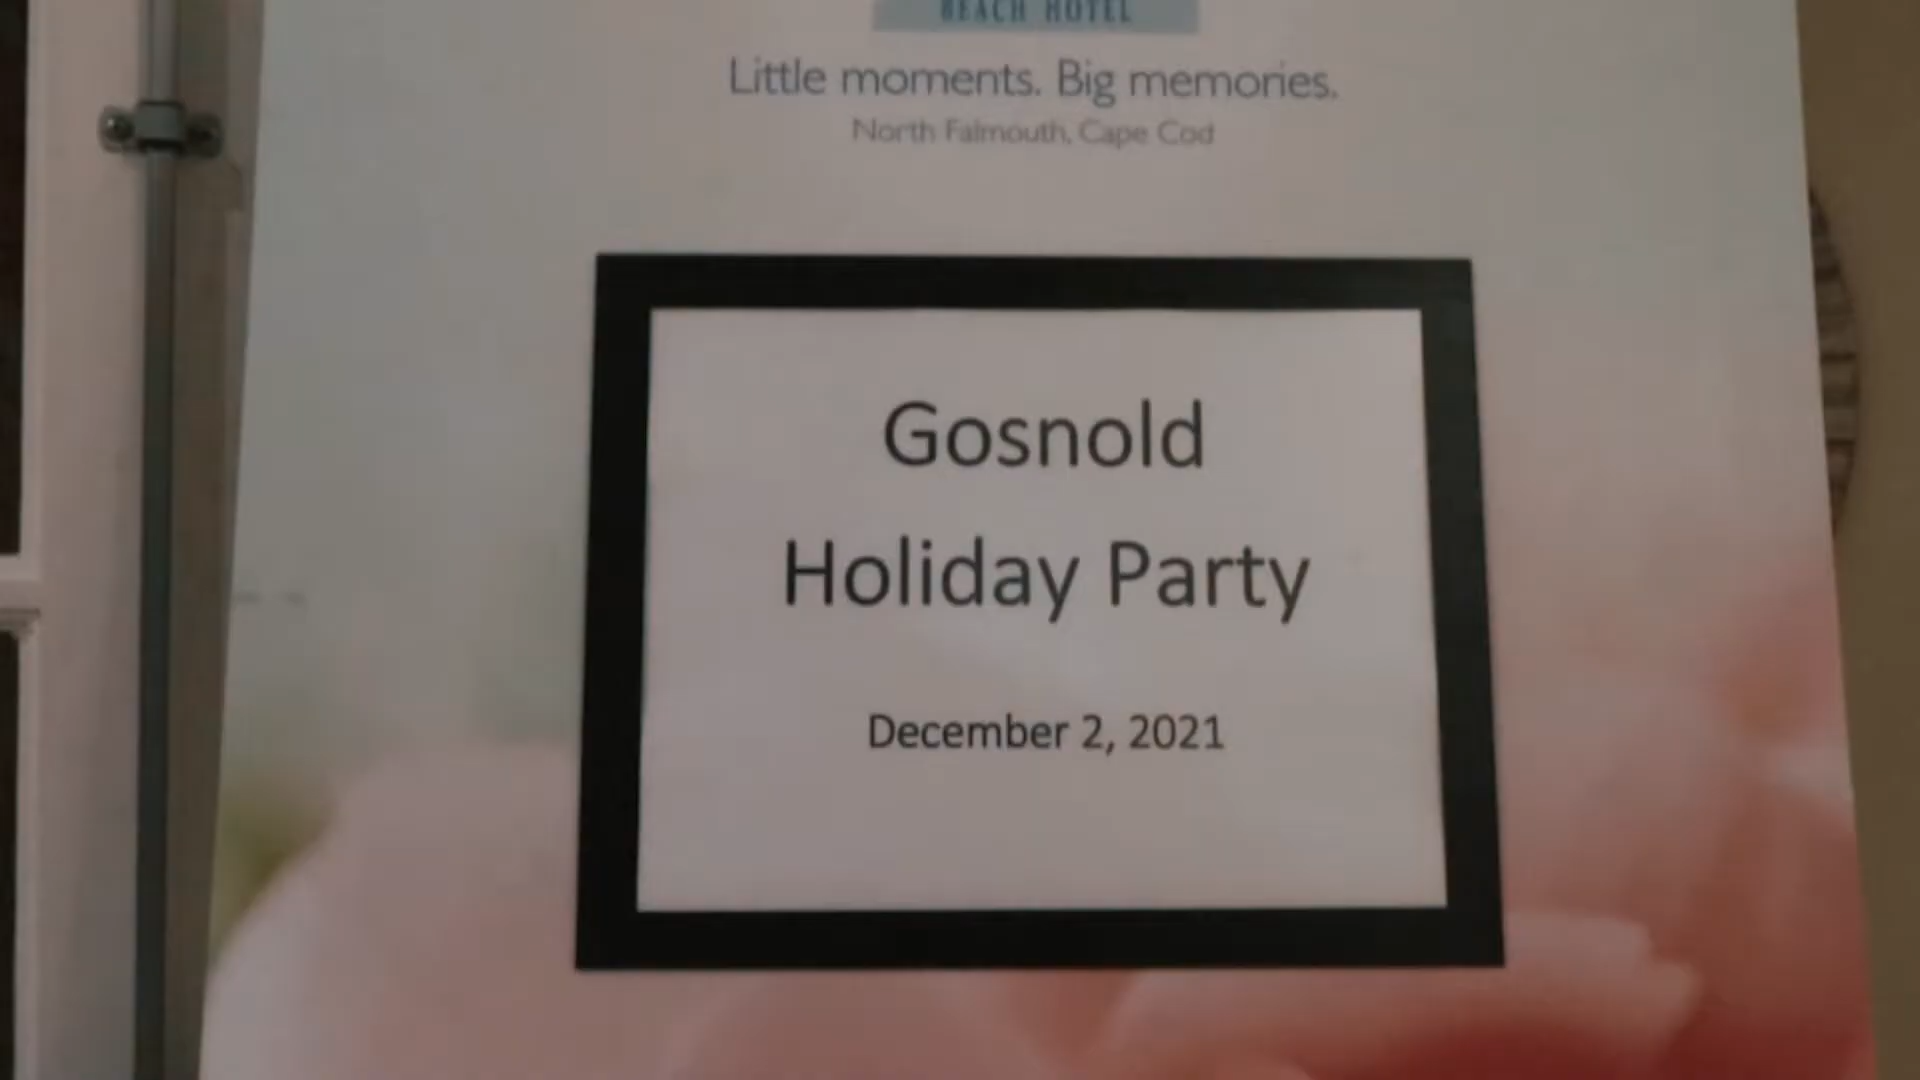 BEACH HOTEL
Little moments. Big memories.
North Falmouth, Cape Cod
Gosnold
Holiday Party
December 2, 2021